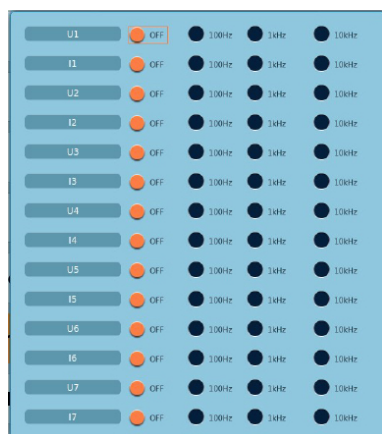 U1 OFF 100Hz 1kHz 10kHz
I1 OFF 100Hz 1kHz 10kHz
U2 OFF 100Hz 1kHz 10kHz
I2 OFF 100Hz 1kHz 10kHz
U3 OFF 100Hz 1kHz 10kHz
I3 OFF 100Hz 1kHz 10kHz
U4 OFF 100Hz 1kHz 10kHz
I4 OFF 100Hz 1kHz 10kHz
U5 OFF 100Hz 1kHz 10kHz
I5 OFF 100Hz 1kHz 10kHz
U6 OFF 100Hz 1kHz 10kHz
I6 OFF 100Hz 1kHz 10kHz
U7 OFF 100Hz 1kHz 10kHz
I7 OFF 100Hz 1kHz 10kHz